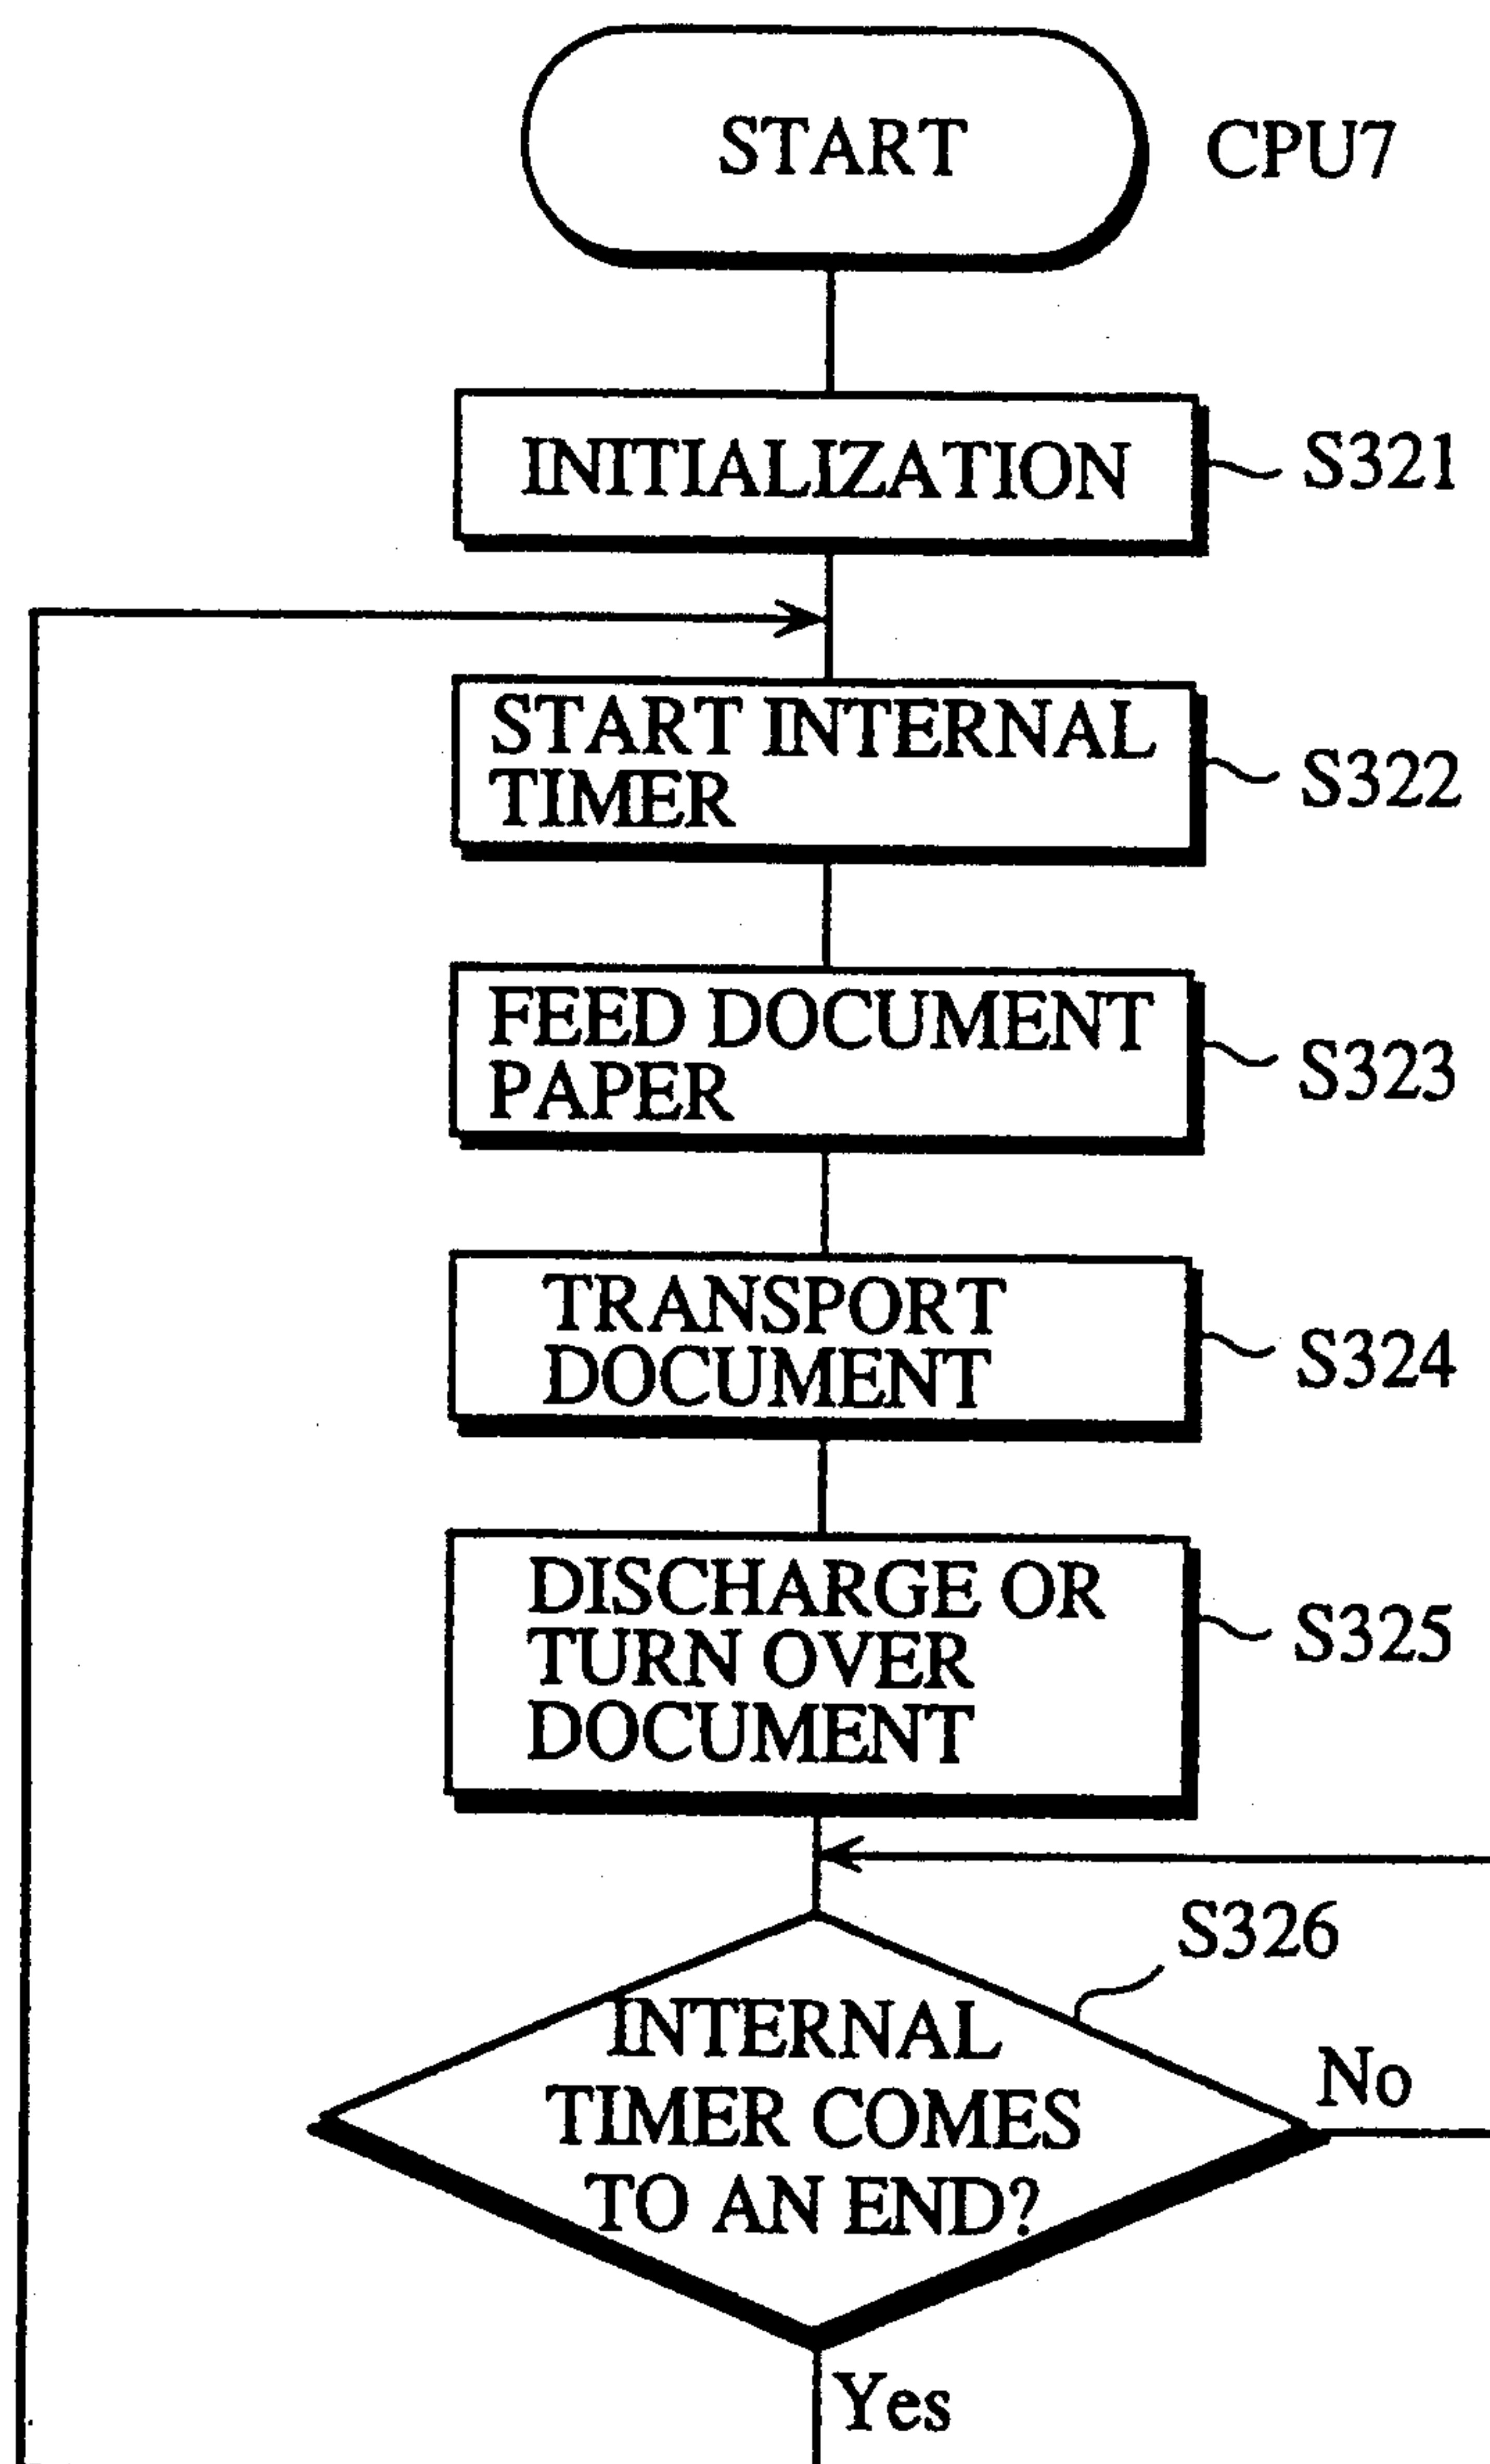 START
CPU7
INITIALIZATION
S321
START INTERNAL
TIMER
S322
FEED DOCUMENT
PAPER
S323
TRANSPORT
DOCUMENT
S324
DISCHARGE OR
TURN OVER
DOCUMENT
S325
S326
INTERNAL
TIMER COMES
TO AN END?
No
Yes